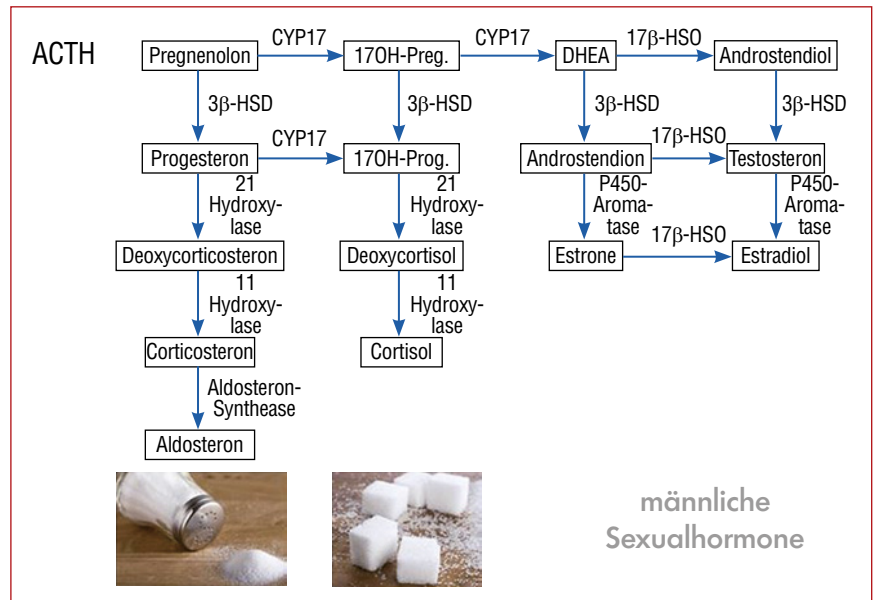 ACTH
Pregnenolon
CYP17
17OH-Preg.
CYP17
DHEA
17β-HSO
Androstendiol
3β-HSD
3β-HSD
3β-HSD
3β-HSD
Progesteron
CYP17
17OH-Prog.
Androstendion
17β-HSO
Testosteron
21
Hydroxy-
lase
21
Hydroxy-
lase
P450-
Aroma-
tase
P450-
Aroma-
tase
Deoxycorticosteron
Deoxycortisol
Estrone
17β-HSO
Estradiol
11
Hydroxy-
lase
11
Hydroxy-
lase
Corticosteron
Cortisol
Aldosteron-
Synthease
Aldosteron
männliche
Sexualhormone